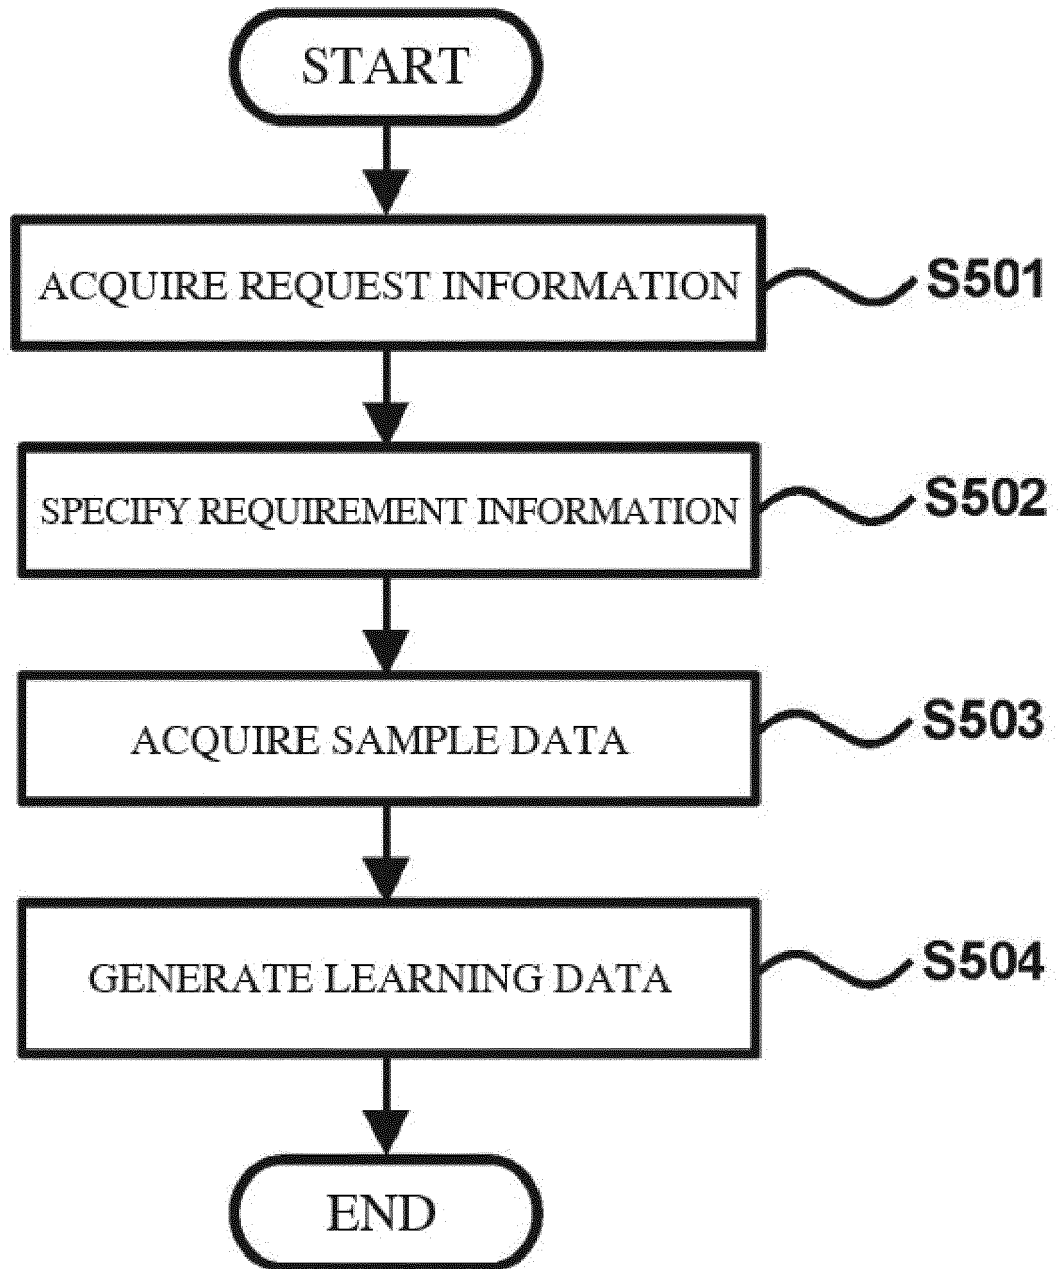 START
ACQUIRE REQUEST INFORMATION
S501
SPECIFY REQUIREMENT INFORMATION
S502
ACQUIRE SAMPLE DATA
S503
GENERATE LEARNING DATA
S504
END